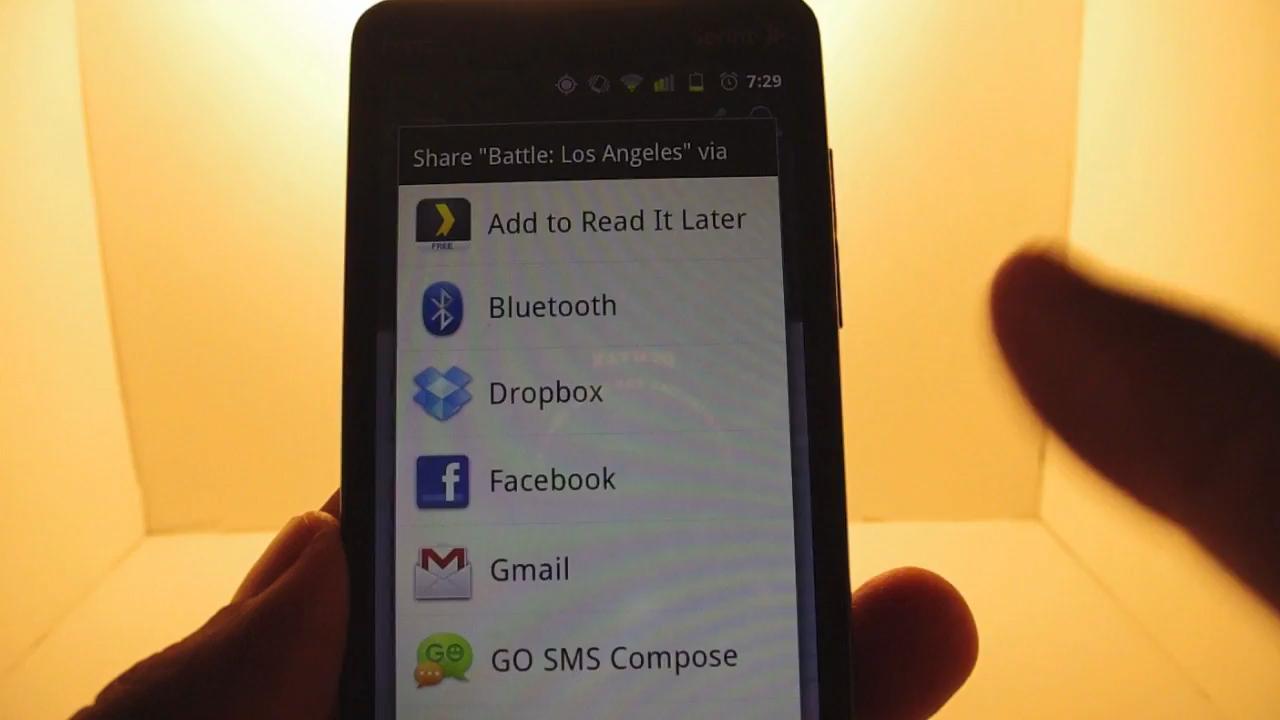 7:29
Share "Battle: Los Angeles" via
FREE
Add to Read It Later
Bluetooth
Dropbox
f
Facebook
Gmail
GO
GO SMS Compose